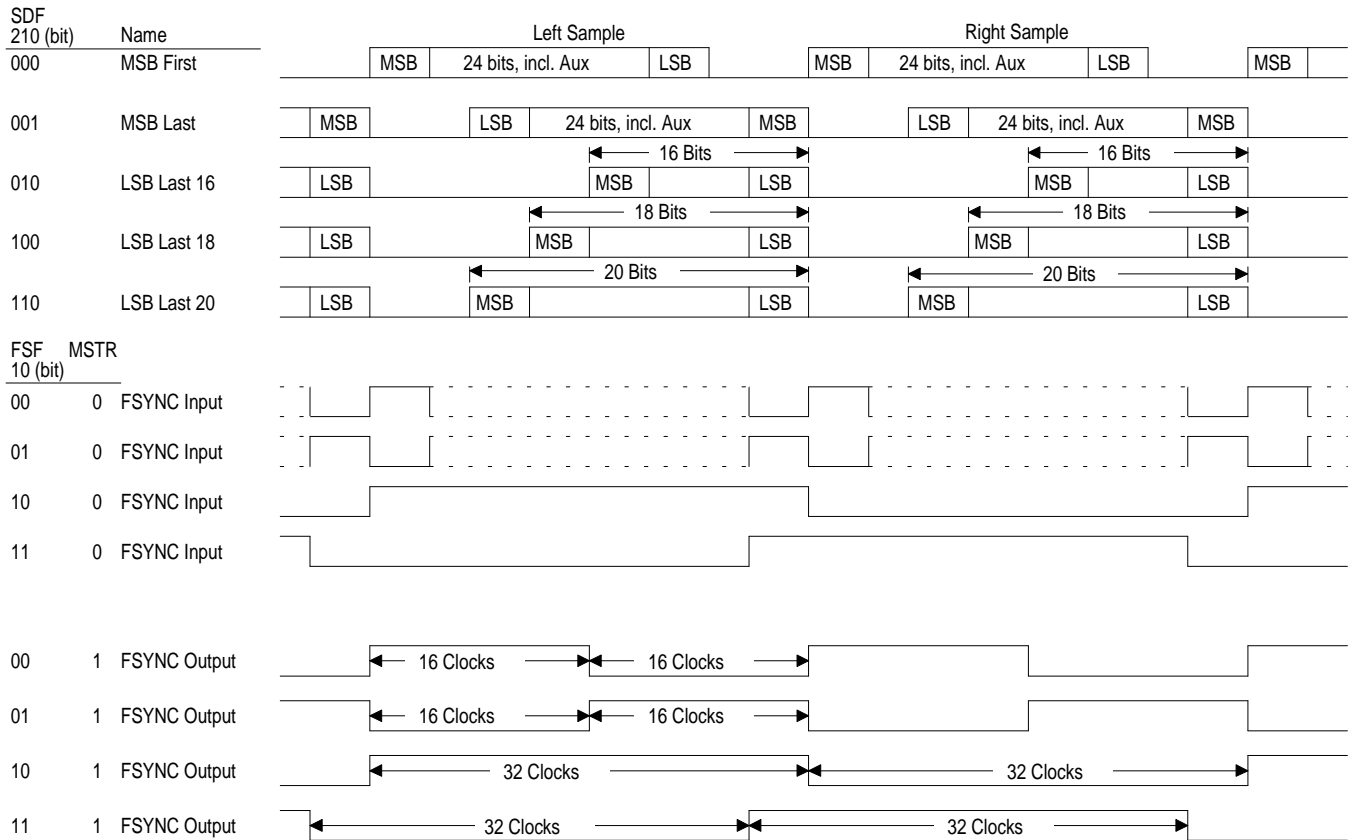 SDF
210 (bit) Name Left Sample Right Sample
000 MSB First MSB 24 bits, incl. Aux LSB MSB 24 bits, incl. Aux LSB MSB
001 MSB Last MSB LSB 24 bits, incl. Aux MSB LSB 24 bits, incl. Aux MSB
16 Bits 16 Bits
010 LSB Last 16 LSB MSB LSB MSB LSB
18 Bits 18 Bits
100 LSB Last 18 LSB MSB LSB MSB LSB
20 Bits 20 Bits
110 LSB Last 20 LSB MSB LSB MSB LSB
FSF MSTR
10 (bit)
00 0 FSYNC Input
01 0 FSYNC Input
10 0 FSYNC Input
11 0 FSYNC Input
00 1 FSYNC Output 16 Clocks 16 Clocks
01 1 FSYNC Output 16 Clocks 16 Clocks
10 1 FSYNC Output 32 Clocks 32 Clocks
11 1 FSYNC Output 32 Clocks 32 Clocks